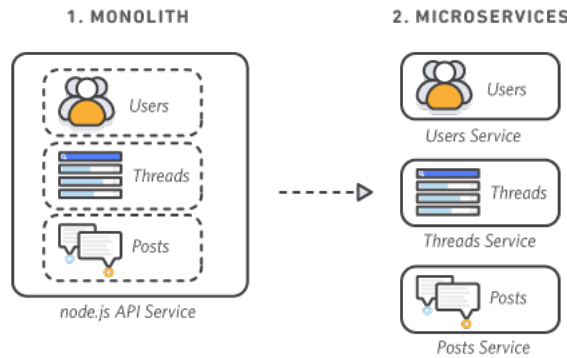 1. MONOLITH
Users
Threads
Posts
node.js API Service
2. MICROSERVICES
Users
Users Service
Threads
Threads Service
Posts
Posts Service